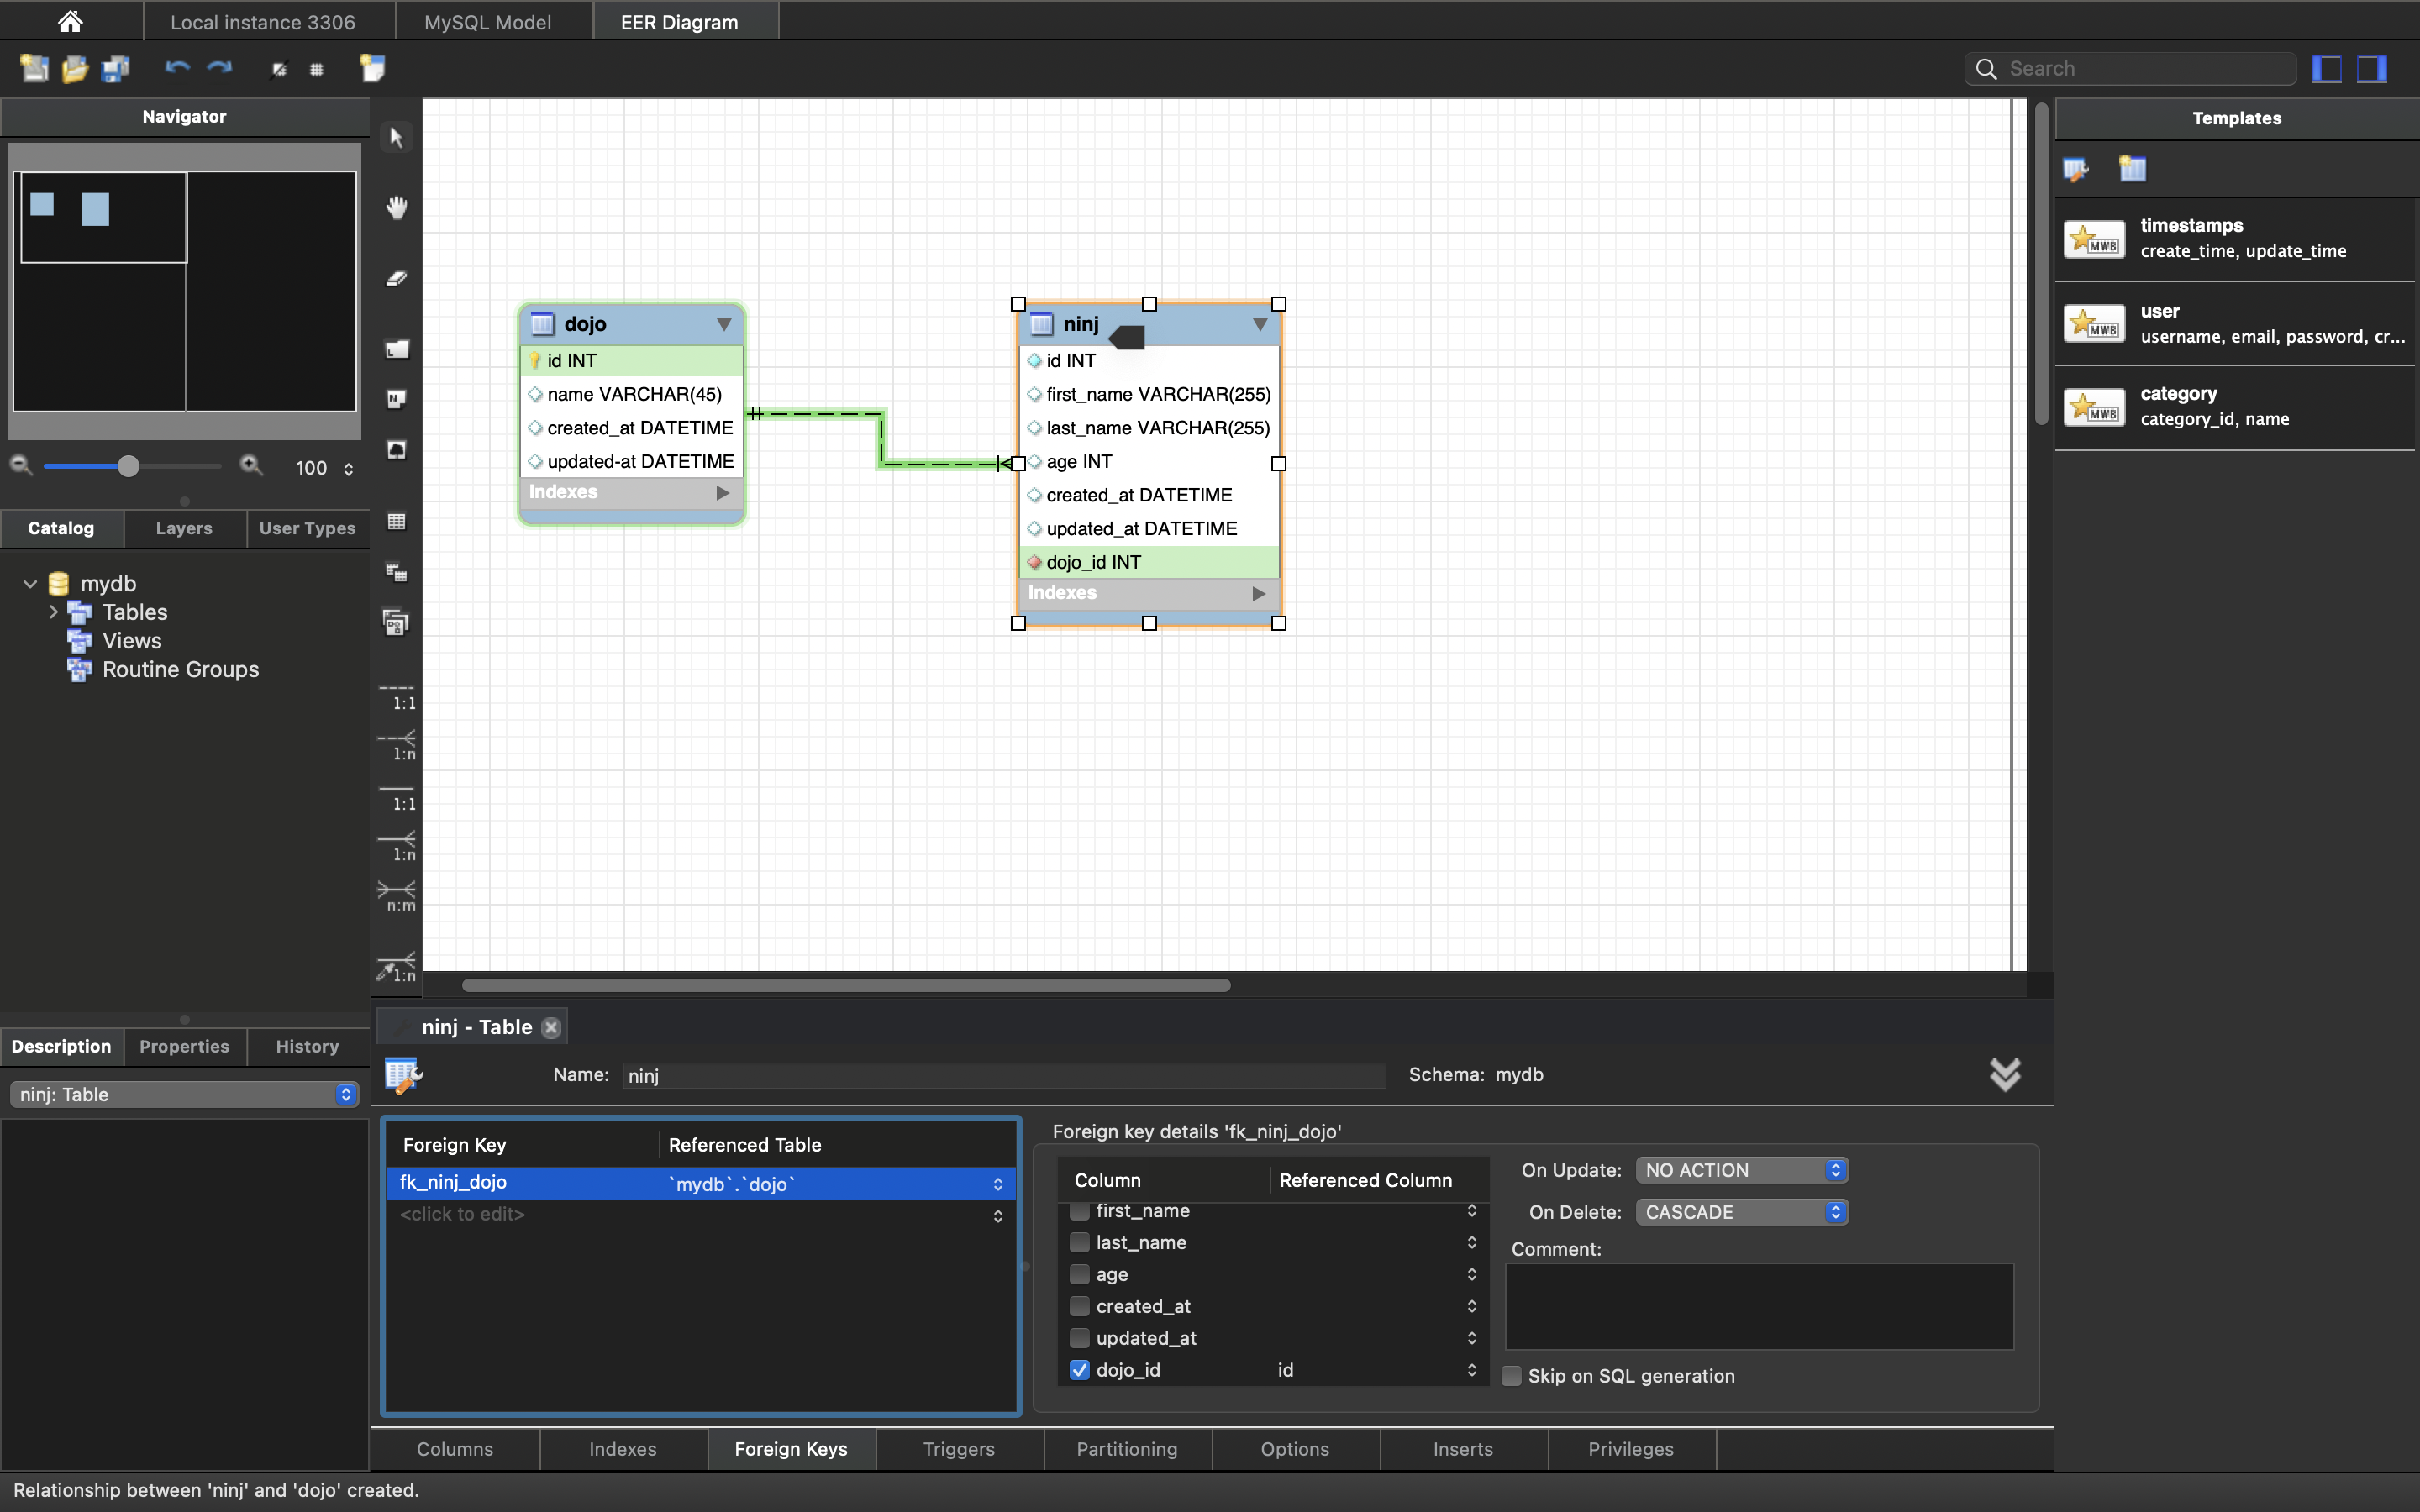 Local instance 3306
MySQL Model
EER Diagram
Search
Navigator
100
Catalog
Layers
User Types
mydb
Tables
Views
Routine Groups
Description
Properties
History
ninj: Table
L
N
1:1
1:n
1:1
1:n
n:m
1:n
dojo
id INT
name VARCHAR(45)
created_at DATETIME
updated-at DATETIME
Indexes
ninj
id INT
first_name VARCHAR(255)
last_name VARCHAR(255)
age INT
created_at DATETIME
updated_at DATETIME
dojo_id INT
Indexes
Templates
MWB
timestamps
create_time, update_time
MWB
user
username, email, password, cr...
MWB
category
category_id, name
ninj - Table
Name: ninj
Schema: mydb
Foreign Key
Referenced Table
fk_ninj_dojo
`mydb`.`dojo`
<click to edit>
Foreign key details 'fk_ninj_dojo'
Column
Referenced Column
first_name
last_name
age
created_at
updated_at
dojo_id
id
On Update: NO ACTION
On Delete: CASCADE
Comment:
Skip on SQL generation
Columns
Indexes
Foreign Keys
Triggers
Partitioning
Options
Inserts
Privileges
Relationship between 'ninj' and 'dojo' created.